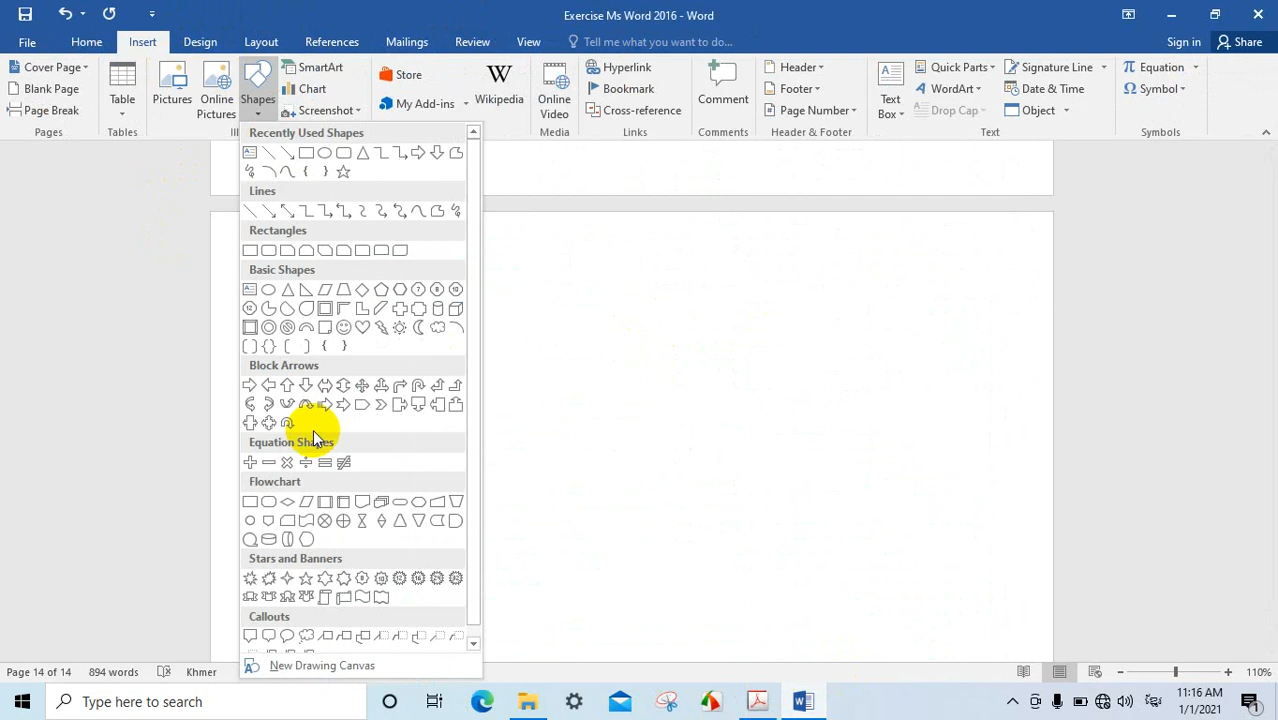 Exercise Ms Word 2016 - Word
File Home Insert Design Layout References Mailings Review View Tell me what you want to do... Sign in Share
Cover Page
Blank Page
Page Break
Pages
Table
Tables
Pictures
Online Pictures
Shapes
SmartArt
Chart
Screenshot
Ill
Store
My Add-ins
W
Wikipedia
Online Video
Media
Hyperlink
Bookmark
Cross-reference
Links
Comment
Comments
Header
Footer
Page Number
Header & Footer
Text Box
Quick Parts
WordArt
Drop Cap
Signature Line
Date & Time
Object
Text
Equation
Symbol
Symbols
Recently Used Shapes
Lines
Rectangles
Basic Shapes
Block Arrows
Equation Shapes
Flowchart
Stars and Banners
Callouts
New Drawing Canvas
Page 14 of 14 894 words Khmer 110%
Type here to search
11:16 AM
1/1/2021